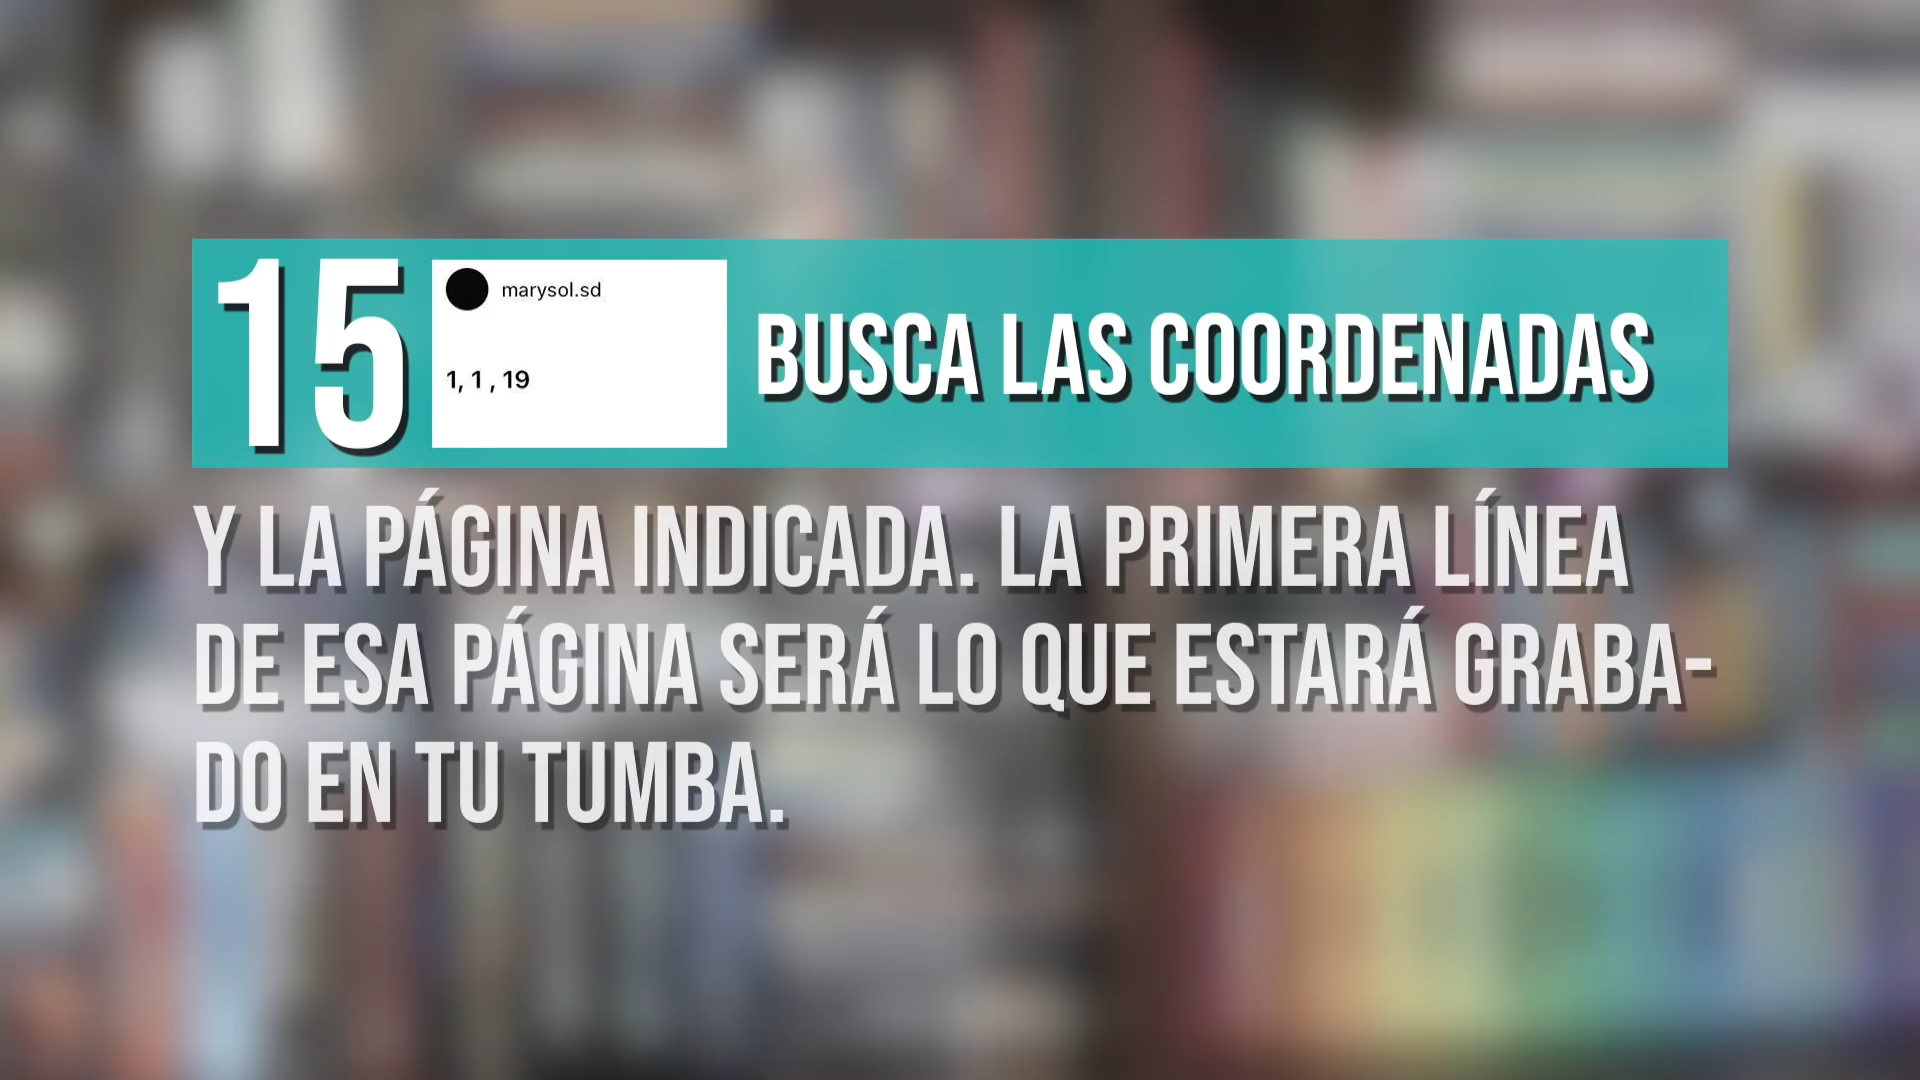 15
marysol.sd
1, 1 , 19
BUSCA LAS COORDENADAS
Y LA PÁGINA INDICADA. LA PRIMERA LÍNEA
DE ESA PÁGINA SERÁ LO QUE ESTARÁ GRABA-
DO EN TU TUMBA.